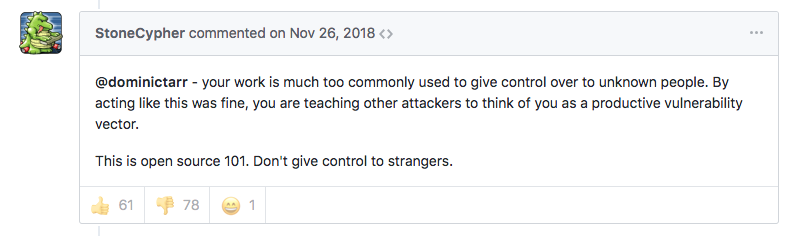 StoneCypher commented on Nov 26, 2018
@dominictarr - your work is much too commonly used to give control over to unknown people. By
acting like this was fine, you are teaching other attackers to think of you as a productive vulnerability
vector.
This is open source 101. Don't give control to strangers.
61 78 1